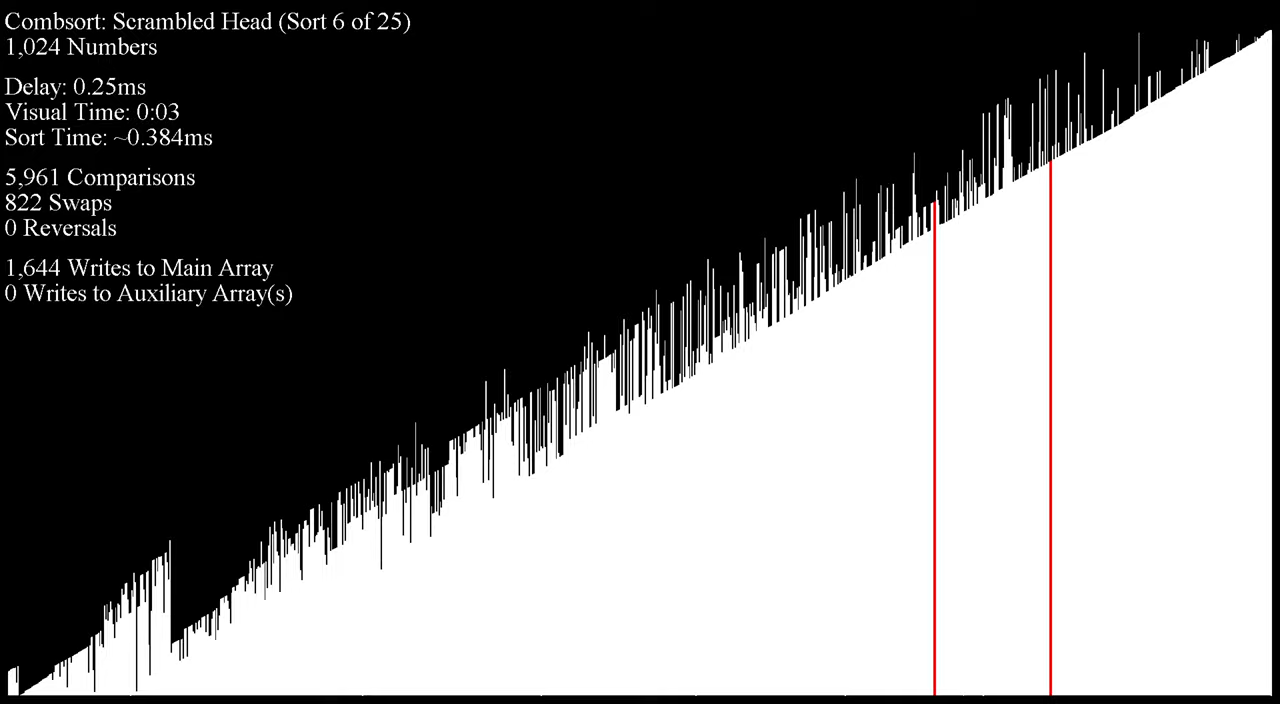 Combsort: Scrambled Head (Sort 6 of 25)
1,024 Numbers
Delay: 0.25ms
Visual Time: 0:03
Sort Time: ~0.384ms
5,961 Comparisons
822 Swaps
0 Reversals
1,644 Writes to Main Array
0 Writes to Auxiliary Array(s)